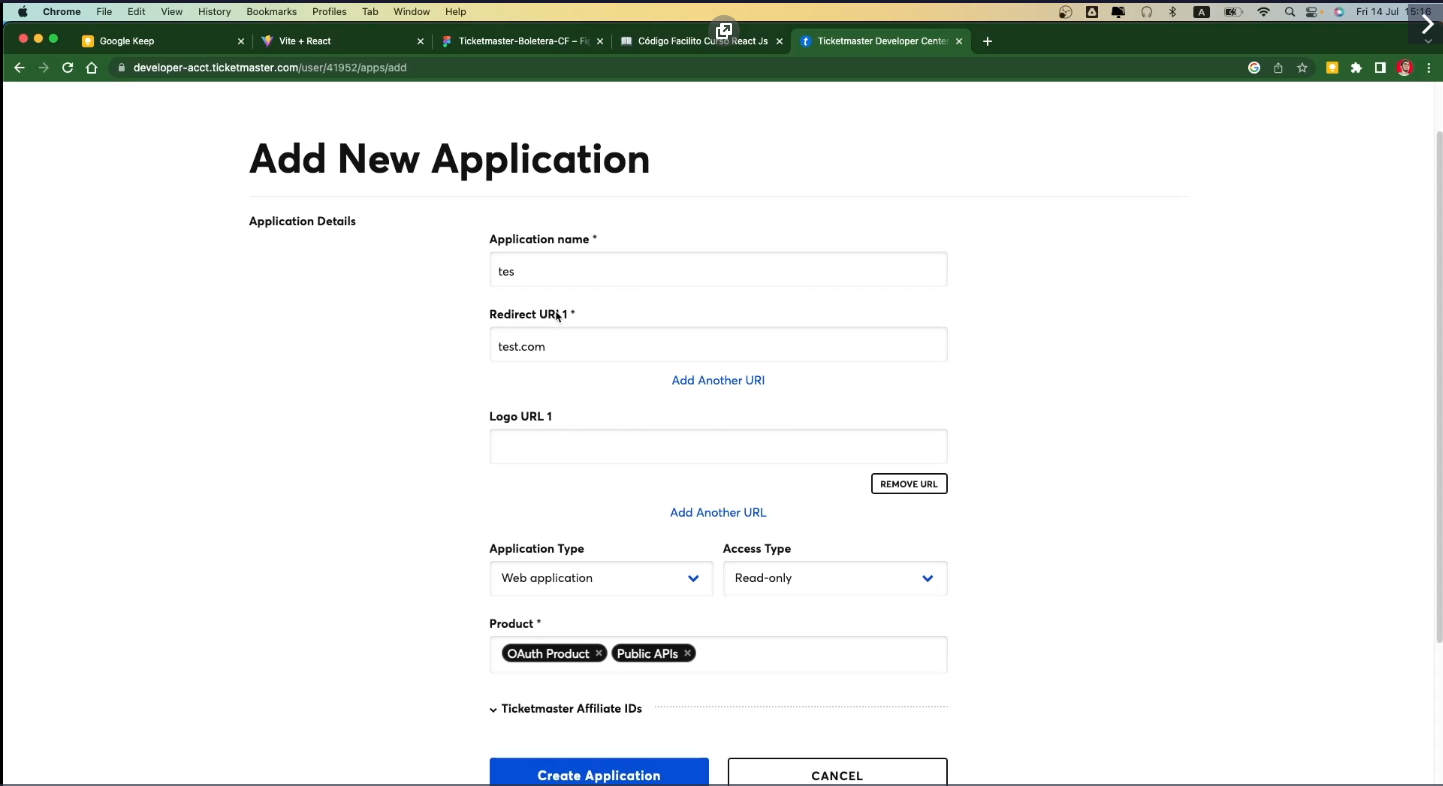 Chrome File Edit View History Bookmarks Profiles Tab Window Help A Fri 14 Jul 15:16
Google Keep Vite + React Ticketmaster-Boletera-CF – Fi Código Facilito Curso React Js Ticketmaster Developer Center
developer-acct.ticketmaster.com/user/41952/apps/add
Add New Application
Application Details
Application name *
tes
Redirect URI 1 *
test.com
Add Another URI
Logo URL 1
REMOVE URL
Add Another URL
Application Type Access Type
Web application Read-only
Product *
OAuth Product × Public APIs ×
Ticketmaster Affiliate IDs
Create Application CANCEL